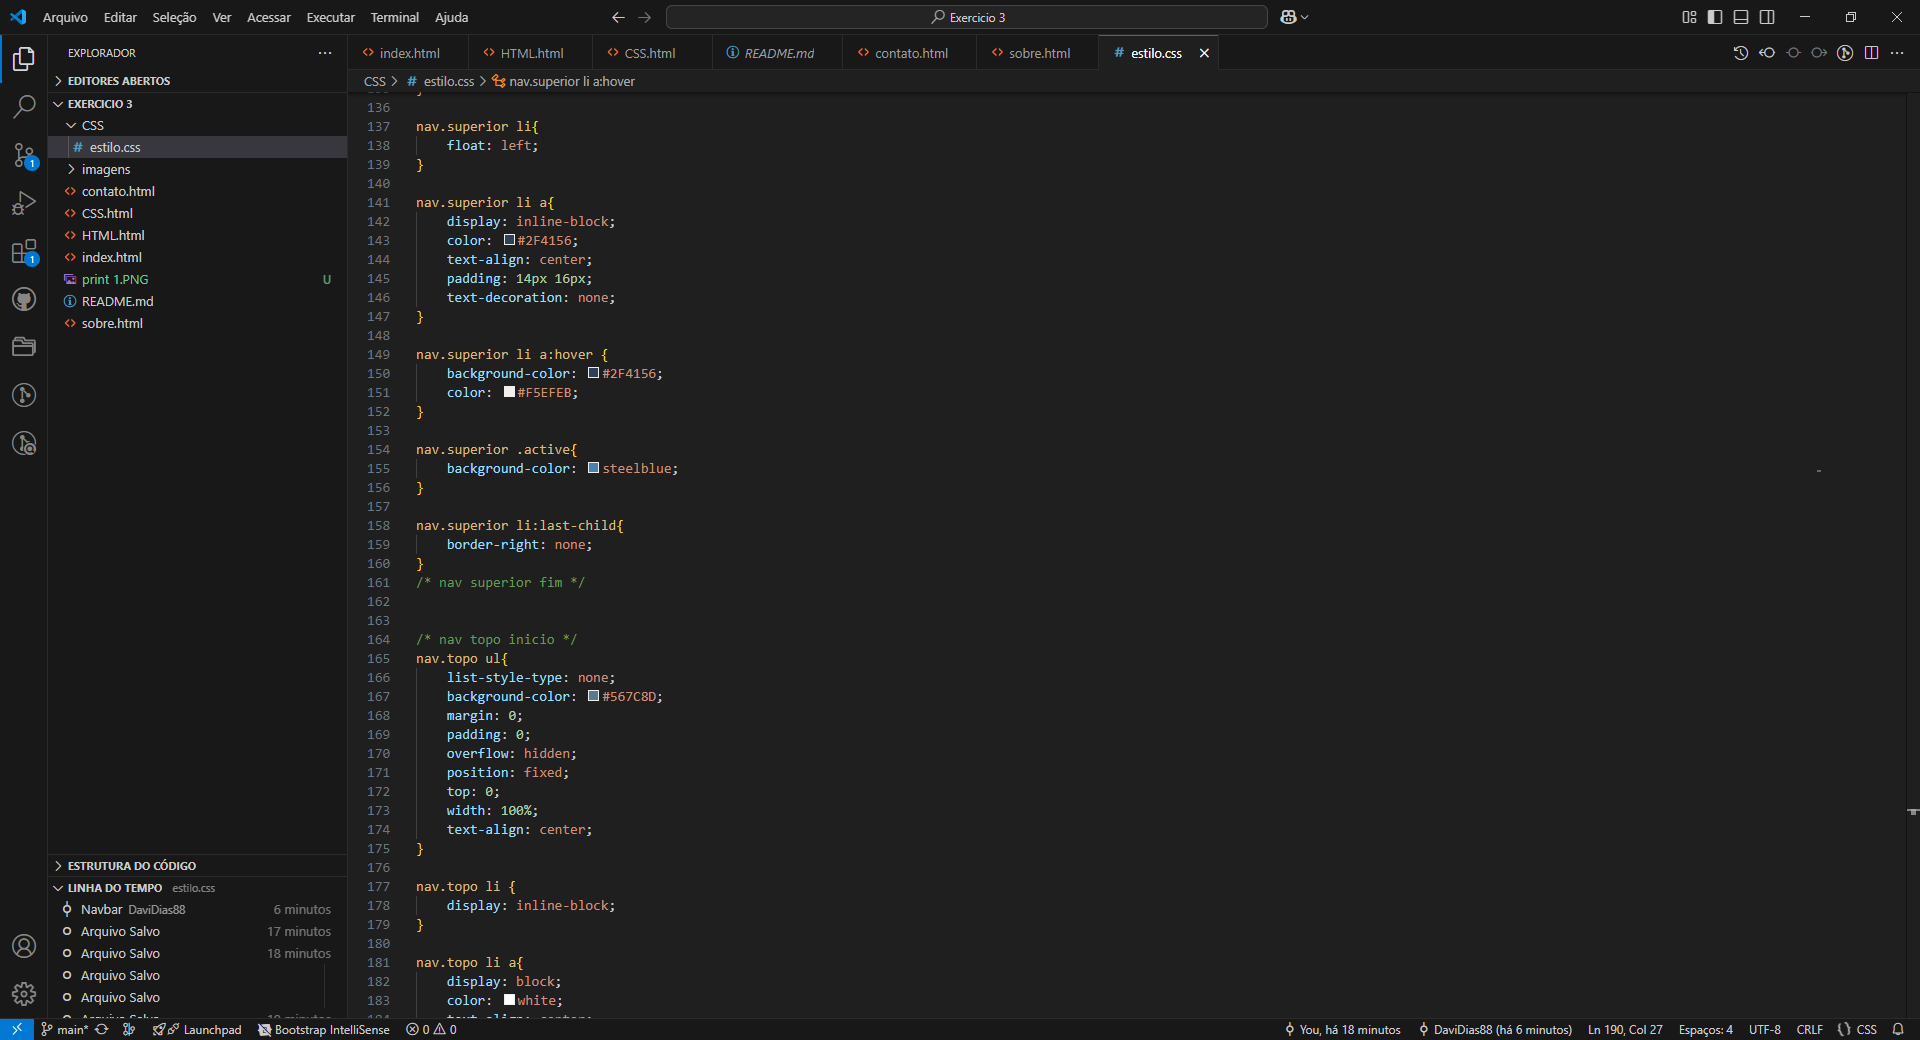 Arquivo Editar Seleção Ver Acessar Executar Terminal Ajuda
Exercicio 3
EXPLORADOR
EDITORES ABERTOS
EXERCICIO 3
CSS
# estilo.css
imagens
contato.html
CSS.html
HTML.html
index.html
print 1.PNG U
README.md
sobre.html
ESTRUTURA DO CÓDIGO
LINHA DO TEMPO estilo.css
Navbar DaviDias88 6 minutos
Arquivo Salvo 17 minutos
Arquivo Salvo 18 minutos
Arquivo Salvo
Arquivo Salvo
index.html HTML.html CSS.html README.md contato.html sobre.html # estilo.css
CSS > # estilo.css > nav.superior li a:hover
136
137 nav.superior li{
138 float: left;
139 }
140
141 nav.superior li a{
142 display: inline-block;
143 color: #2F4156;
144 text-align: center;
145 padding: 14px 16px;
146 text-decoration: none;
147 }
148
149 nav.superior li a:hover {
150 background-color: #2F4156;
151 color: #F5EFEB;
152 }
153
154 nav.superior .active{
155 background-color: steelblue;
156 }
157
158 nav.superior li:last-child{
159 border-right: none;
160 }
161 /* nav superior fim */
162
163
164 /* nav topo inicio */
165 nav.topo ul{
166 list-style-type: none;
167 background-color: #567C8D;
168 margin: 0;
169 padding: 0;
170 overflow: hidden;
171 position: fixed;
172 top: 0;
173 width: 100%;
174 text-align: center;
175 }
176
177 nav.topo li {
178 display: inline-block;
179 }
180
181 nav.topo li a{
182 display: block;
183 color: white;
main* Launchpad Bootstrap IntelliSense 0 0 You, há 18 minutos DaviDias88 (há 6 minutos) Ln 190, Col 27 Espaços: 4 UTF-8 CRLF {} CSS